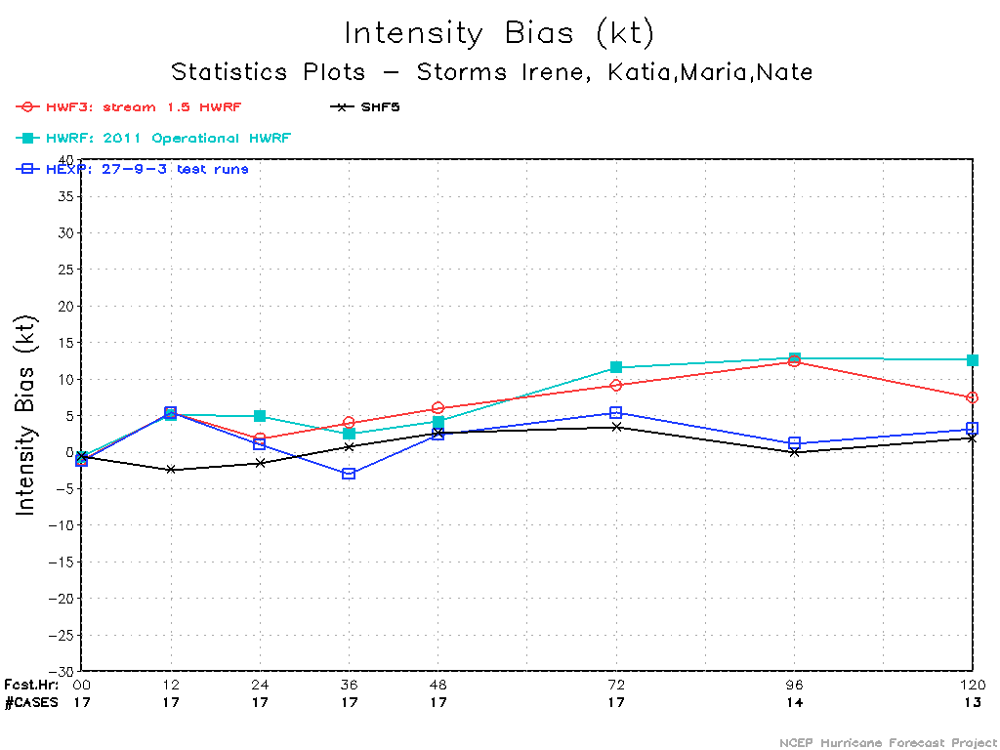 Intensity Bias (kt)
Statistics Plots - Storms Irene, Katia,Maria,Nate
HWF3: stream 1.5 HWRF
SHF5
HWRF: 2011 Operational HWRF
HEXP: 27-9-3 test runs
40
35
30
25
20
15
10
5
0
-5
-10
-15
-20
-25
-30
Intensity Bias (kt)
Fcst.Hr: 00 12 24 36 48 72 96 120
#CASES 17 17 17 17 17 17 14 13
NCEP Hurricane Forecast Project